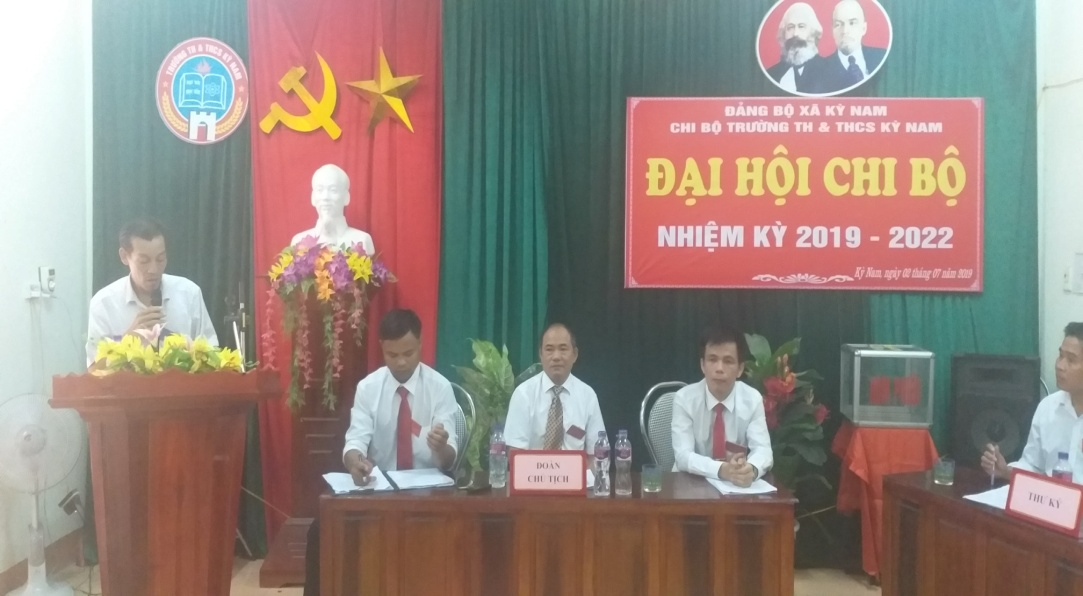 TRƯỜNG TH & THCS KỲ NAM
ĐẢNG BỘ XÃ KỲ NAM
CHI BỘ TRƯỜNG TH & THCS KỲ NAM
ĐẠI HỘI CHI BỘ
NHIỆM KỲ 2019 - 2022
Kỳ Nam, ngày 02 tháng 07 năm 2019
ĐOÀN
CHỦ TỊCH
THƯ KÝ